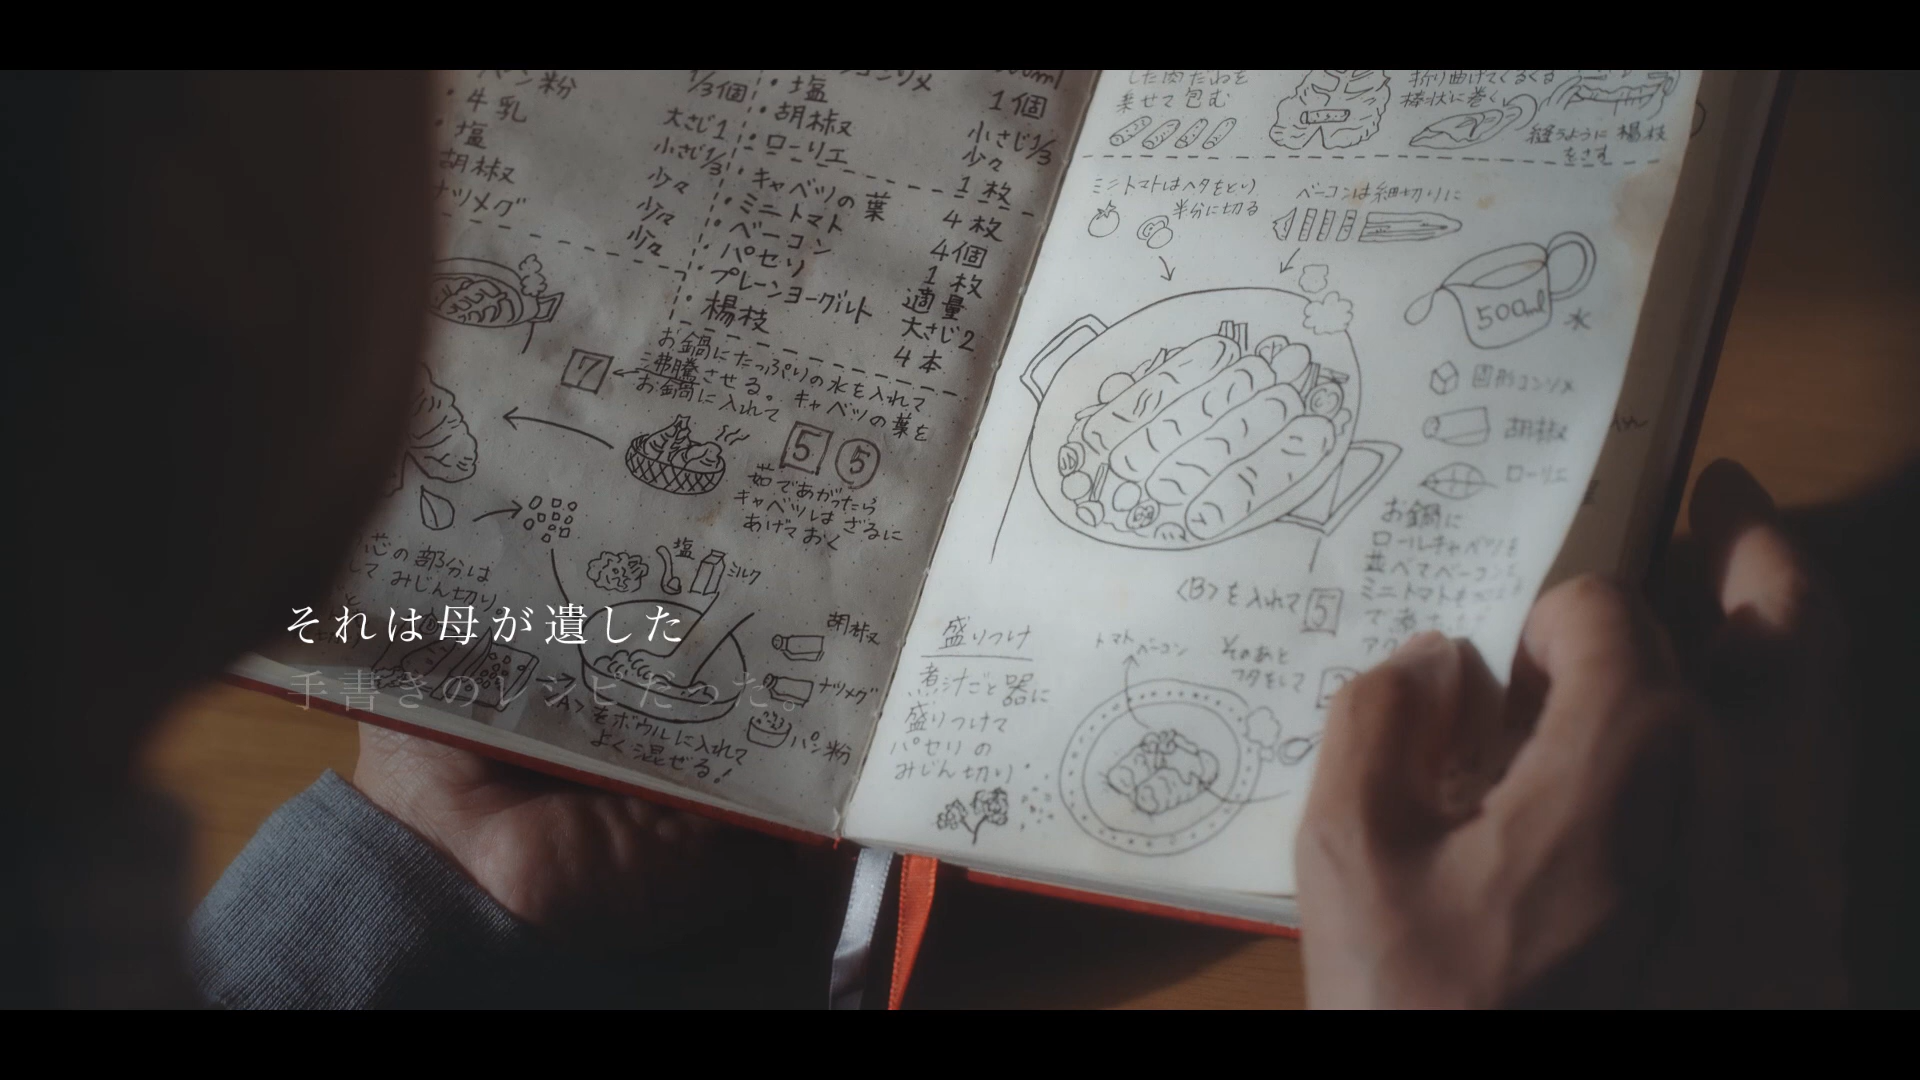 パン粉
1/3個
・牛乳
大さじ1
・塩
小さじ1/3
胡椒
少々
ナツメグ
少々
少々
・塩
1個
・胡椒
小さじ1/3
・ローリエ
少々
1枚
・キャベツの葉
4枚
・ミニトマト
4個
・ベーコン
1枚
・パセリ
適量
・プレーンヨーグルト
大さじ2
・楊枝
4本
お鍋にたっぷりの水を入れて
沸騰させる。キャベツの葉を
お鍋に入れて
7
5 5
茹であがったら
キャベツは ざるに
あげておく
芯の部分は
して みじん切り。
塩
ミルク
胡椒
ナツメグ
パン粉
<A>をボウルに入れて
よく混ぜる!
した肉だねを
乗せて包む
折り曲げてくるくる
棒状に巻く
縫うように楊枝
をさす
ミニトマトはヘタをとり
半分に切る
ベーコンは細切りに
500ml
水
固形コンソメ
胡椒
ローリエ
お鍋に
ロールキャベツを
並べてベーコン
ミニトマト
<B>を入れて
5
そのあと
フタをして
2
盛りつけ
煮汁ごと器に
盛りつけて
パセリの
みじん切り
トマト
ベーコン
それは母が遺した
手書きのレシピだった。